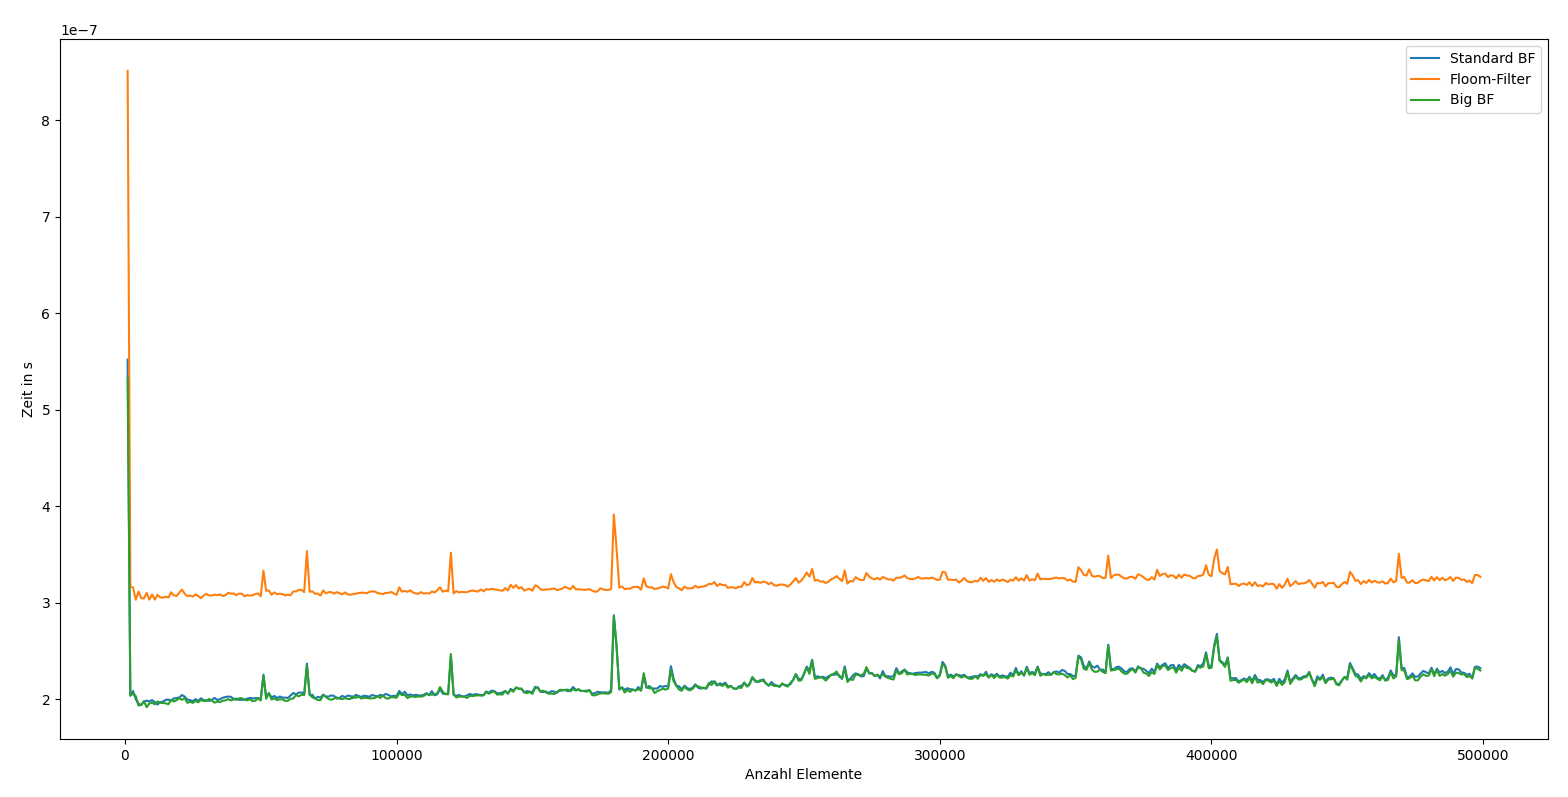 1e−7
Standard BF
Floom-Filter
Big BF
8
7
6
5
4
3
2
Zeit in s
0
100000
200000
300000
400000
500000
Anzahl Elemente